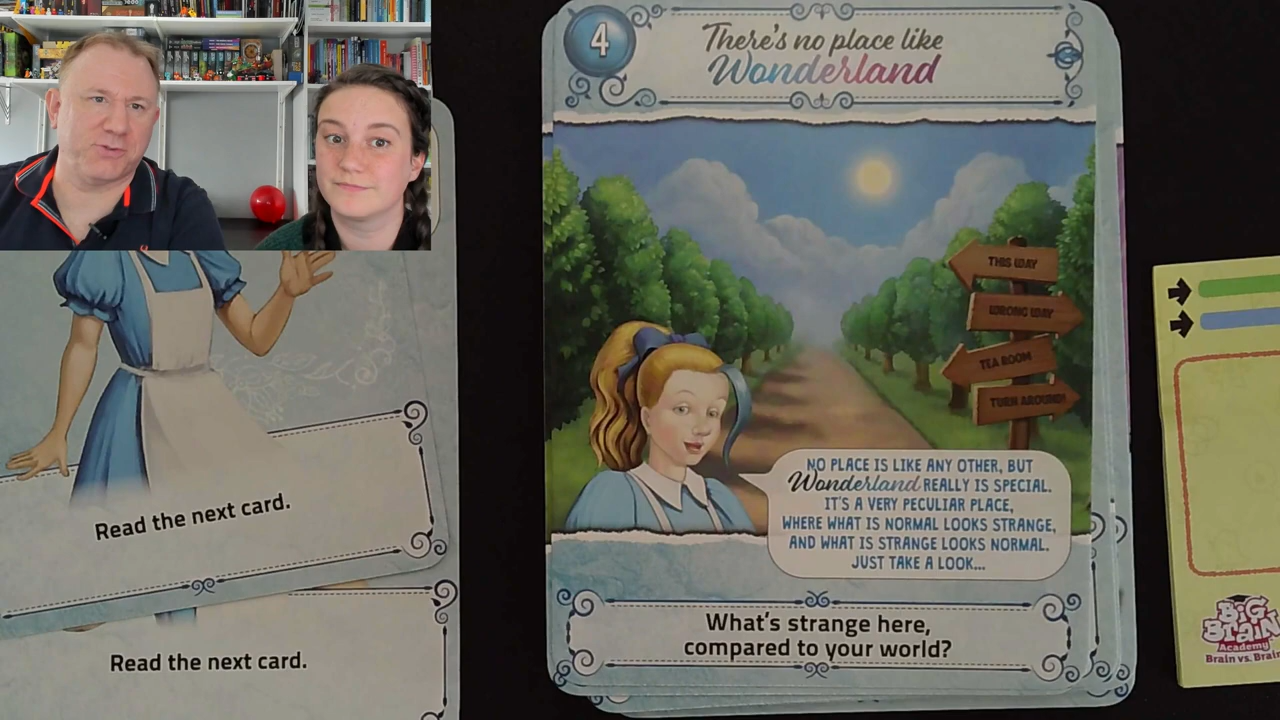 4
There's no place like
Wonderland
THIS WAY
WRONG WAY
TEA ROOM
TURN AROUND!
NO PLACE IS LIKE ANY OTHER, BUT
Wonderland REALLY IS SPECIAL.
IT'S A VERY PECULIAR PLACE,
WHERE WHAT IS NORMAL LOOKS STRANGE,
AND WHAT IS STRANGE LOOKS NORMAL.
JUST TAKE A LOOK...
What's strange here,
compared to your world?
Read the next card.
Read the next card.
BiG
BRAiN
Academy
Brain vs. Brain